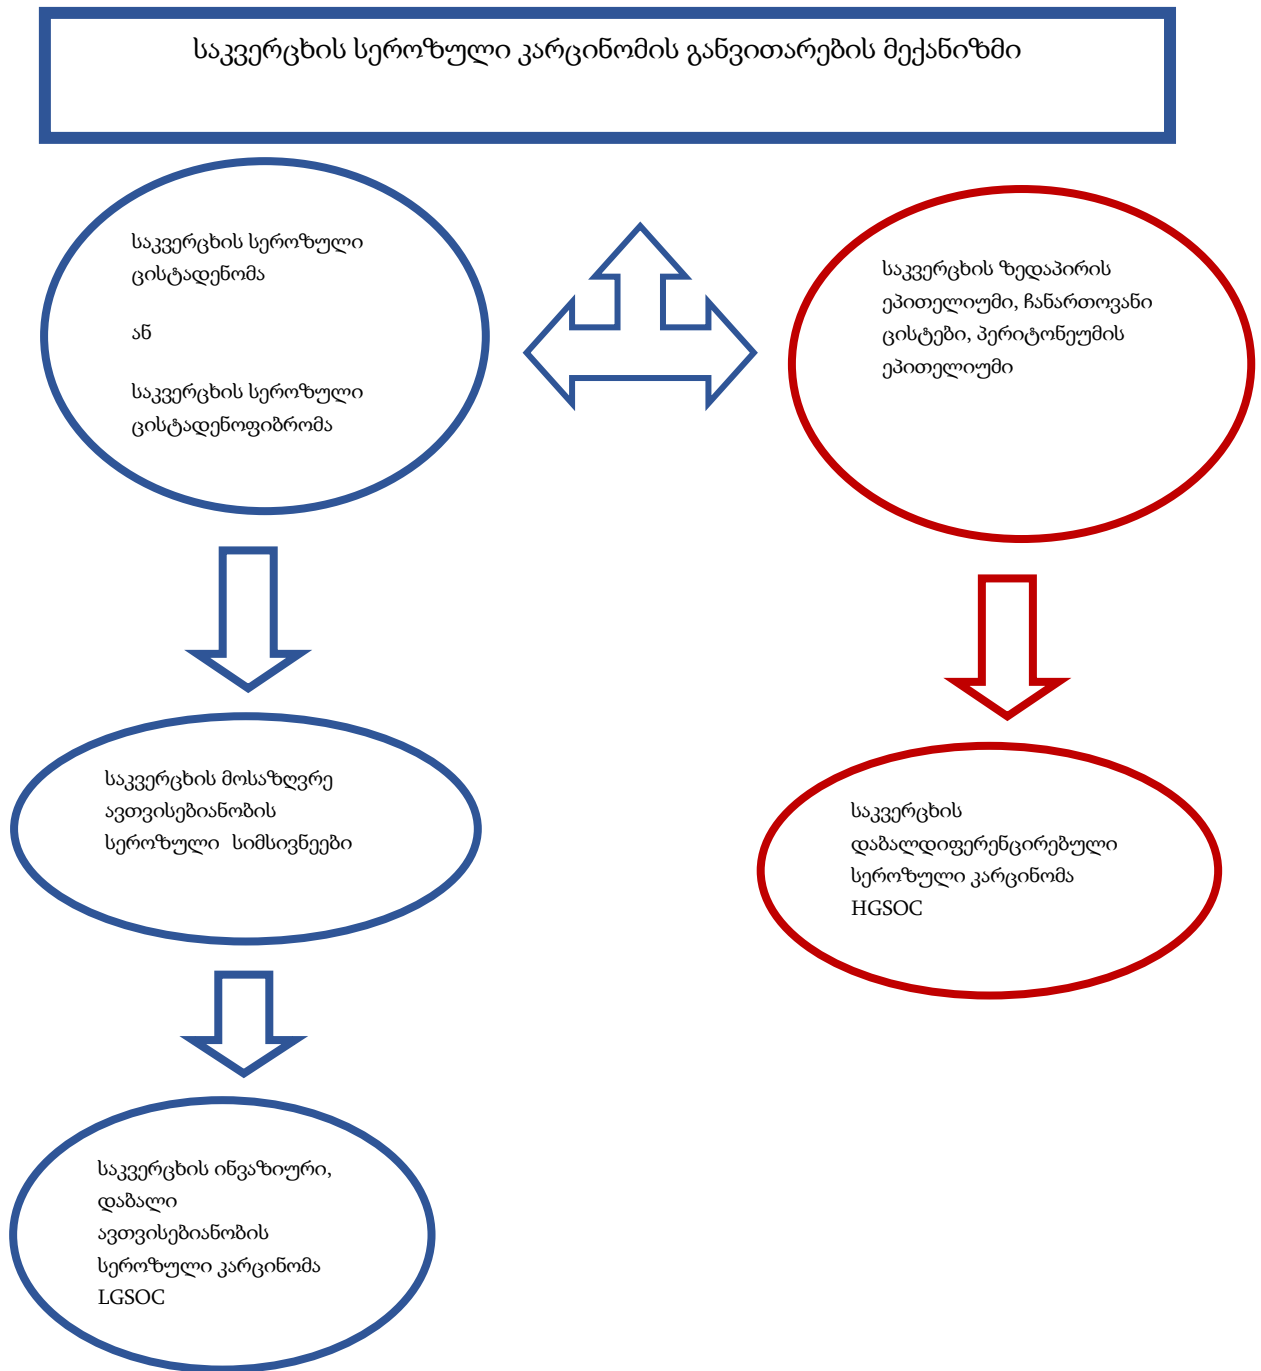 საკვერცხის სეროზული კარცინომის განვითარების მექანიზმი
საკვერცხის სეროზული
ცისტადენომა
ან
საკვერცხის სეროზული
ცისტადენოფიბრომა
საკვერცხის ზედაპირის
ეპითელიუმი, ჩანართოვანი
ცისტები, პერიტონეუმის
ეპითელიუმი
საკვერცხის მოსაზღვრე
ავთვისებიანობის
სეროზული სიმსივნეები
საკვერცხის
დაბალდიფერენცირებული
სეროზული კარცინომა
HGSOC
საკვერცხის ინვაზიური,
დაბალი
ავთვისებიანობის
სეროზული კარცინომა
LGSOC